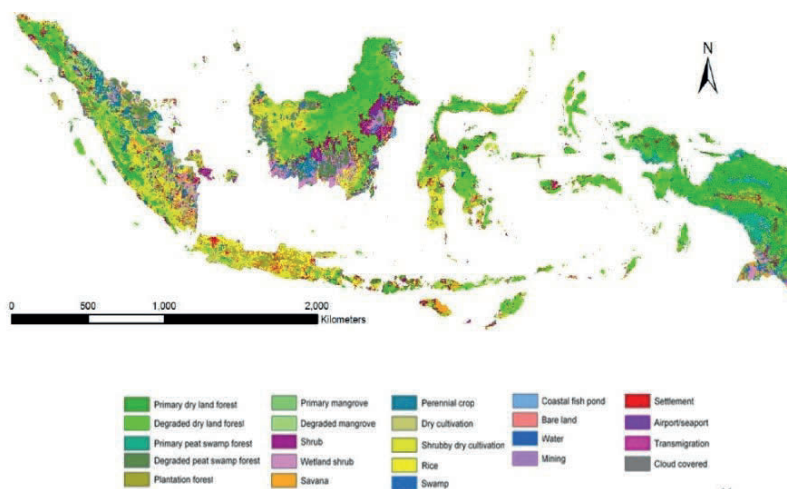 N
0 500 1,000 2,000
Kilometers
Primary dry land forest
Degraded dry land forest
Primary peat swamp forest
Degraded peat swamp forest
Plantation forest
Primary mangrove
Degraded mangrove
Shrub
Wetland shrub
Savana
Perennial crop
Dry cultivation
Shrubby dry cultivation
Rice
Swamp
Coastal fish pond
Bare land
Water
Mining
Settlement
Airport/seaport
Transmigration
Cloud covered